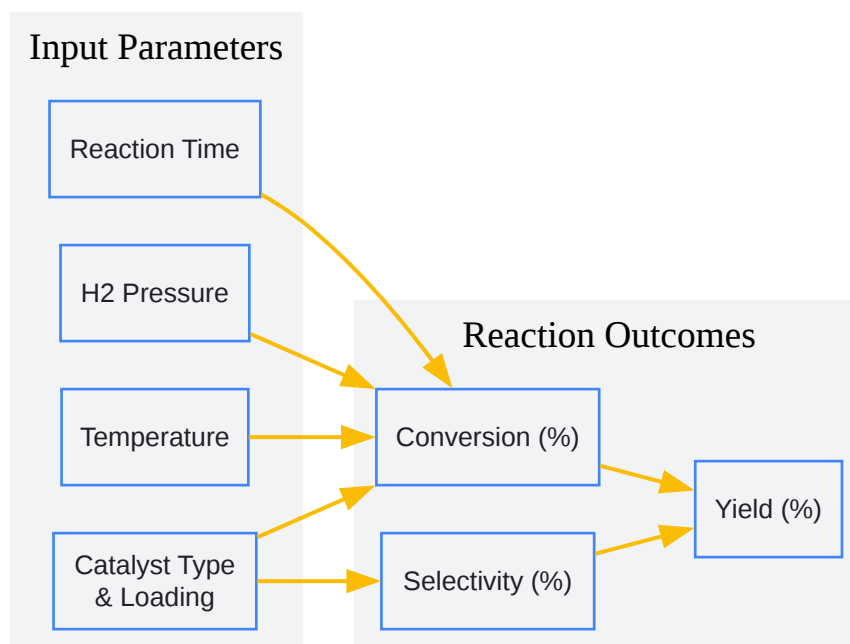 Input Parameters
Reaction Time
H2 Pressure
Reaction Outcomes
Temperature
Conversion (%)
Yield (%)
Catalyst Type
& Loading
Selectivity (%)